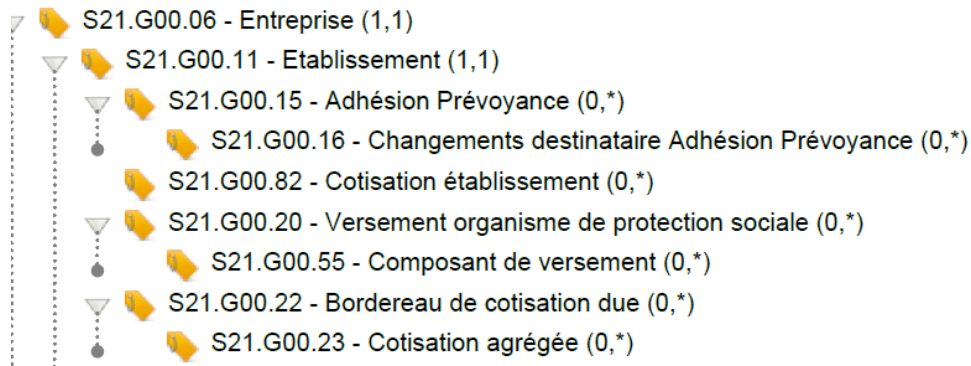 S21.G00.06 - Entreprise (1,1)
S21.G00.11 - Etablissement (1,1)
S21.G00.15 - Adhésion Prévoyance (0,*)
S21.G00.16 - Changements destinataire Adhésion Prévoyance (0,*)
S21.G00.82 - Cotisation établissement (0,*)
S21.G00.20 - Versement organisme de protection sociale (0,*)
S21.G00.55 - Composant de versement (0,*)
S21.G00.22 - Bordereau de cotisation due (0,*)
S21.G00.23 - Cotisation agrégée (0,*)